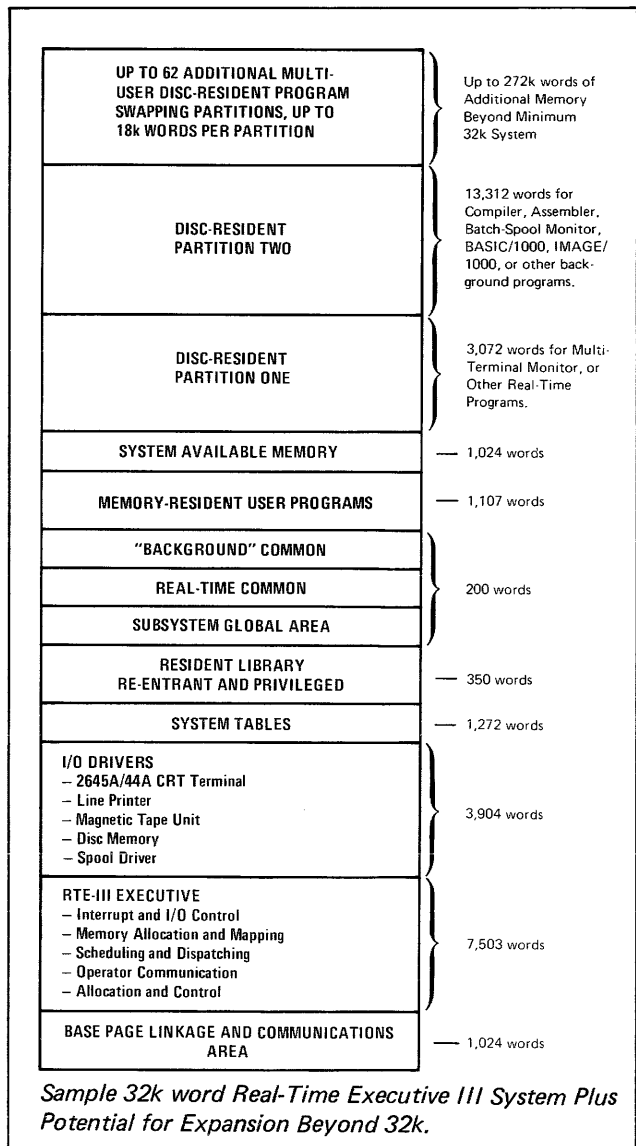 UP TO 62 ADDITIONAL MULTI-
USER DISC-RESIDENT PROGRAM
SWAPPING PARTITIONS, UP TO
18k WORDS PER PARTITION
Up to 272k words of
Additional Memory
Beyond Minimum
32k System
DISC-RESIDENT
PARTITION TWO
13,312 words for
Compiler, Assembler,
Batch-Spool Monitor,
BASIC/1000, IMAGE/
1000, or other back-
ground programs.
DISC-RESIDENT
PARTITION ONE
3,072 words for Multi-
Terminal Monitor, or
Other Real-Time
Programs.
SYSTEM AVAILABLE MEMORY
— 1,024 words
MEMORY-RESIDENT USER PROGRAMS
— 1,107 words
"BACKGROUND" COMMON
REAL-TIME COMMON
SUBSYSTEM GLOBAL AREA
200 words
RESIDENT LIBRARY
RE-ENTRANT AND PRIVILEGED
— 350 words
SYSTEM TABLES
— 1,272 words
I/O DRIVERS
– 2645A/44A CRT Terminal
– Line Printer
– Magnetic Tape Unit
– Disc Memory
– Spool Driver
3,904 words
RTE-III EXECUTIVE
– Interrupt and I/O Control
– Memory Allocation and Mapping
– Scheduling and Dispatching
– Operator Communication
– Allocation and Control
7,503 words
BASE PAGE LINKAGE AND COMMUNICATIONS
AREA
— 1,024 words
Sample 32k word Real-Time Executive III System Plus
Potential for Expansion Beyond 32k.